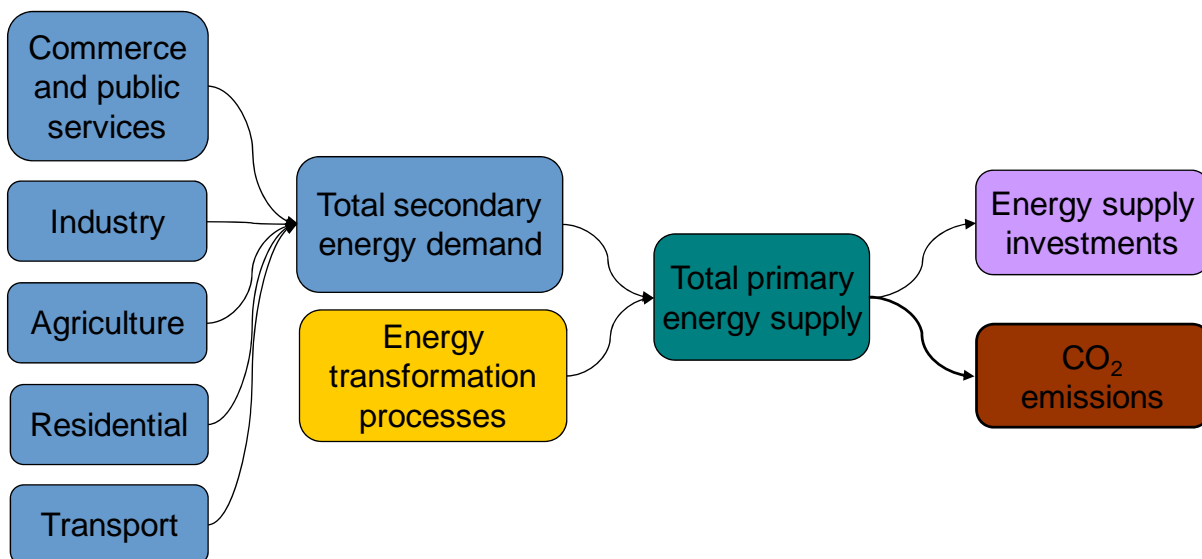 Commerce
and public
services
Industry
Agriculture
Residential
Transport
Total secondary
energy demand
Energy
transformation
processes
Total primary
energy supply
Energy supply
investments
CO₂
emissions